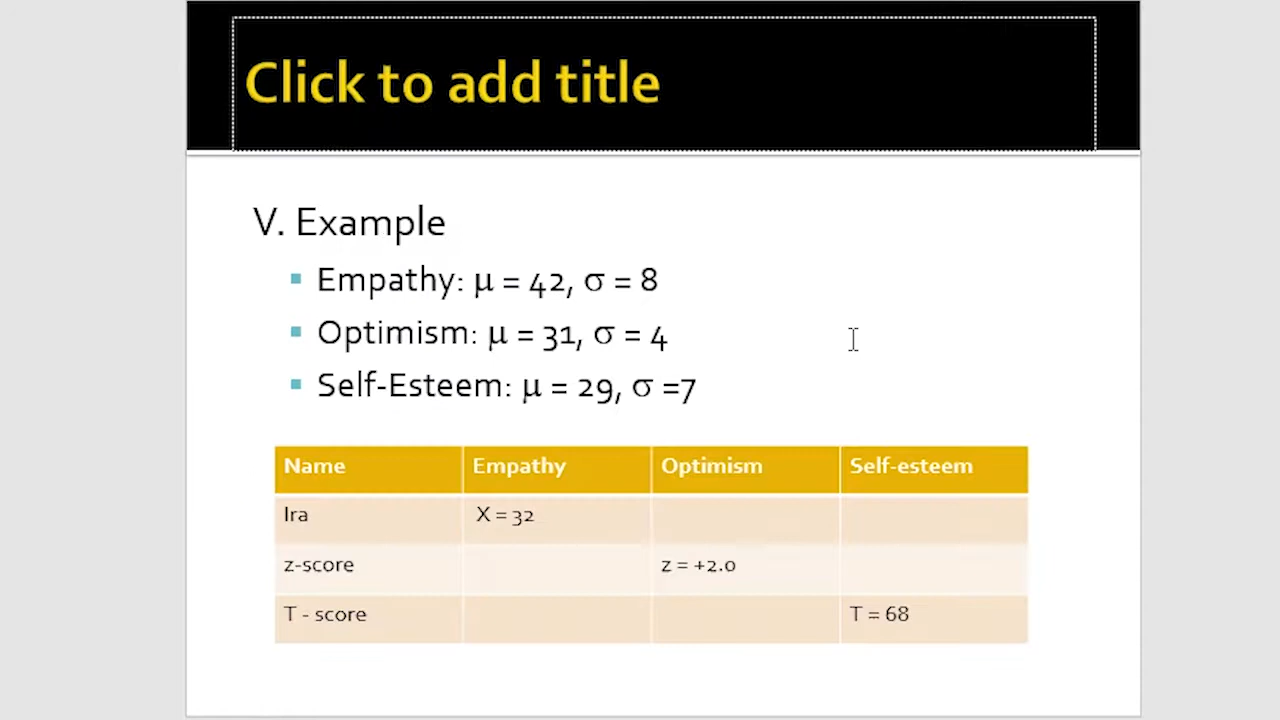 Click to add title
V. Example
Empathy: μ = 42, σ = 8
Optimism: μ = 31, σ = 4
Self-Esteem: μ = 29, σ =7
Name Empathy Optimism Self-esteem
Ira X = 32
z-score z = +2.0
T - score T = 68